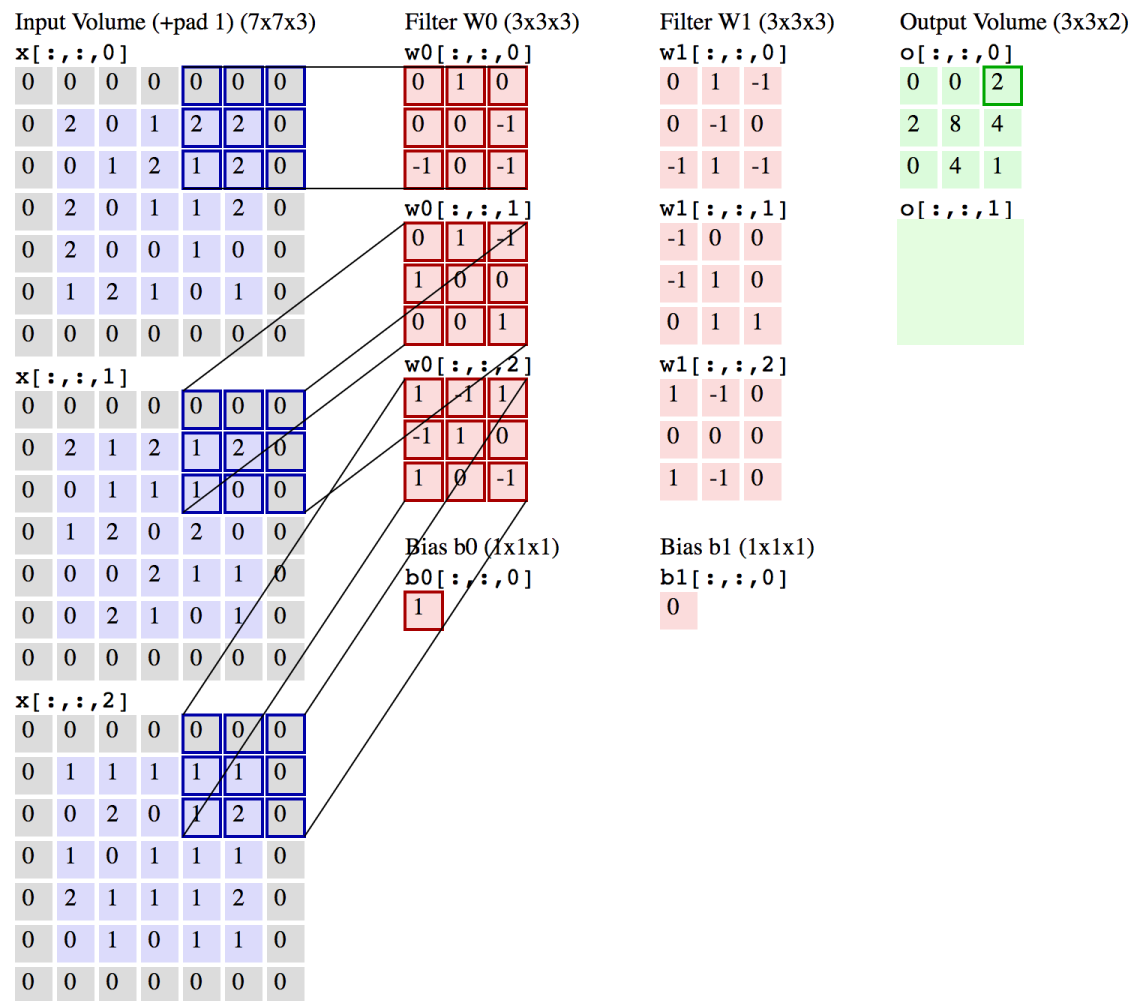 Input Volume (+pad 1) (7x7x3)
x[:,:,0]
0 0 0 0 0 0 0
0 2 0 1 2 2 0
0 0 1 2 1 2 0
0 2 0 1 1 2 0
0 2 0 0 1 0 0
0 1 2 1 0 1 0
0 0 0 0 0 0 0
x[:,:,1]
0 0 0 0 0 0 0
0 2 1 2 1 2 0
0 0 1 1 1 0 0
0 1 2 0 2 0 0
0 0 0 2 1 1 0
0 0 2 1 0 1 0
0 0 0 0 0 0 0
x[:,:,2]
0 0 0 0 0 0 0
0 1 1 1 1 1 0
0 0 2 0 1 2 0
0 1 0 1 1 1 0
0 2 1 1 1 2 0
0 0 1 0 1 1 0
0 0 0 0 0 0 0
Filter W0 (3x3x3)
w0[:,:,0]
0 1 0
0 0 -1
-1 0 -1
w0[:,:,1]
0 1 -1
1 0 0
0 0 1
w0[:,:,2]
1 -1 1
-1 1 0
1 0 -1
Bias b0 (1x1x1)
b0[:,:,0]
1
Filter W1 (3x3x3)
w1[:,:,0]
0 1 -1
0 -1 0
-1 1 -1
w1[:,:,1]
-1 0 0
-1 1 0
0 1 1
w1[:,:,2]
1 -1 0
0 0 0
1 -1 0
Bias b1 (1x1x1)
b1[:,:,0]
0
Output Volume (3x3x2)
o[:,:,0]
0 0 2
2 8 4
0 4 1
o[:,:,1]